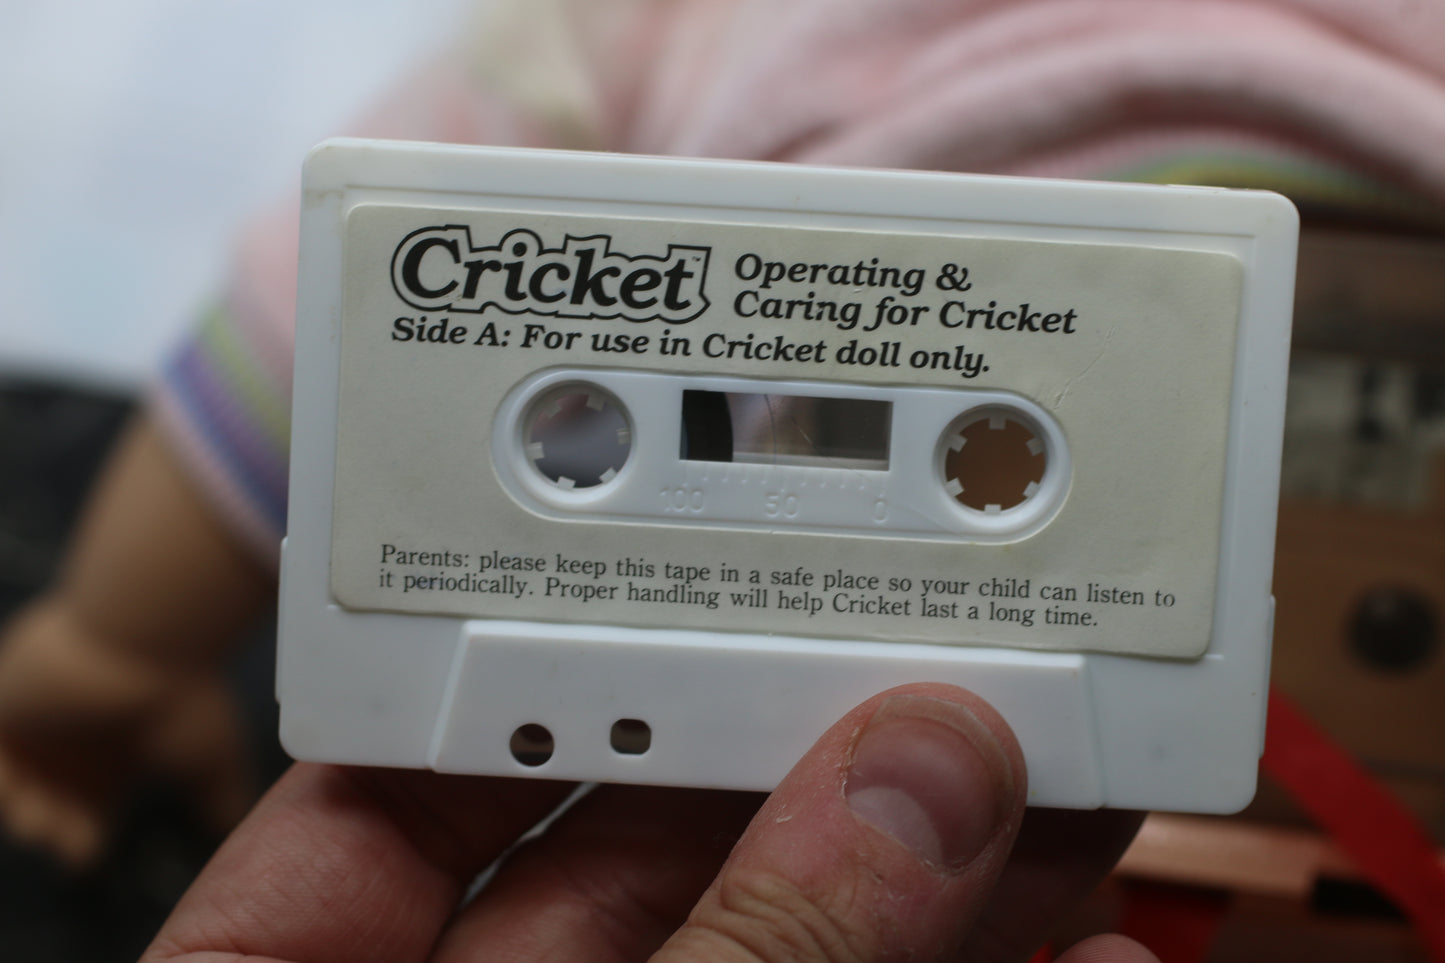 Cricket™
Operating &
Caring for Cricket
Side A: For use in Cricket doll only.
100 50 0
Parents: please keep this tape in a safe place so your child can listen to
it periodically. Proper handling will help Cricket last a long time.